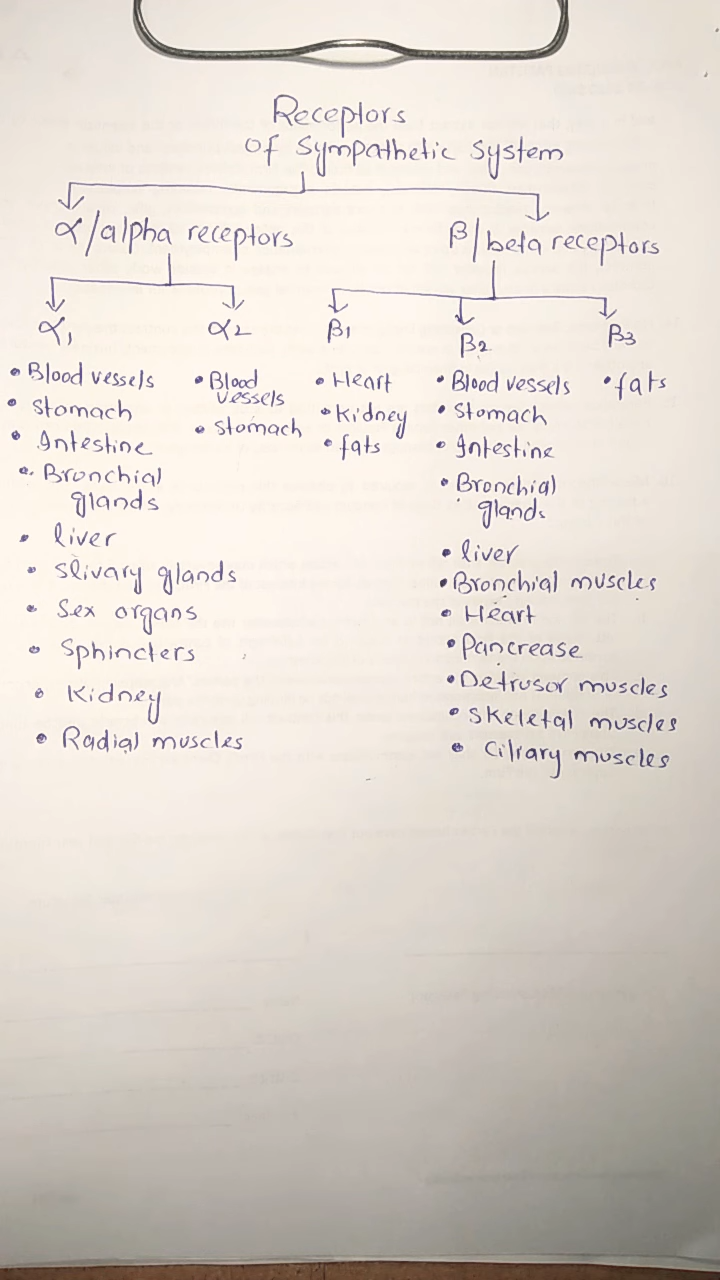 Receptors
of sympathetic system
α/alpha receptors
β/beta receptors
α1
α2
β1
β2
β3
• Blood vessels
• Stomach
• Intestine
• Bronchial
glands
• liver
• Slivary glands
• Sex organs
• Sphincters
• Kidney
• Radial muscles
• Blood
vessels
• Stomach
• Heart
• Kidney
• fats
• Blood vessels
• Stomach
• Intestine
• Bronchial
glands
• liver
• Bronchial muscles
• Heart
• Pancrease
• Detrusor muscles
• Skeletal muscles
• Ciliary muscles
• fats